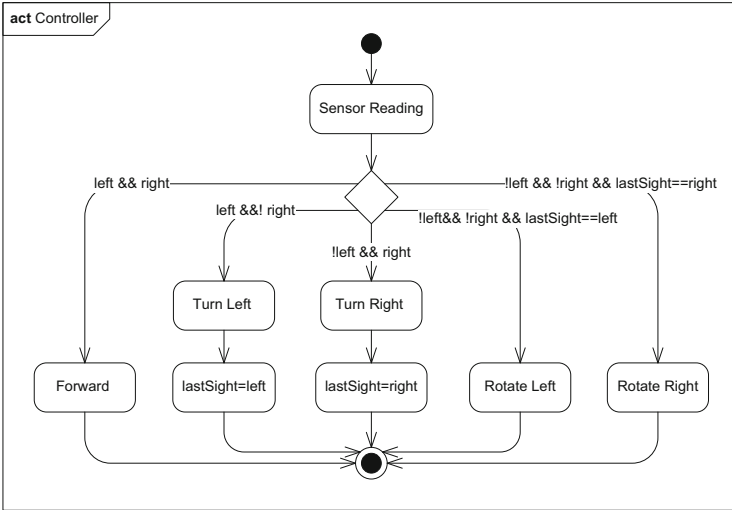 act Controller
Sensor Reading
left && right
!left && !right && lastSight==right
left &&! right
!left&& !right && lastSight==left
!left && right
Turn Left
Turn Right
Forward
lastSight=left
lastSight=right
Rotate Left
Rotate Right